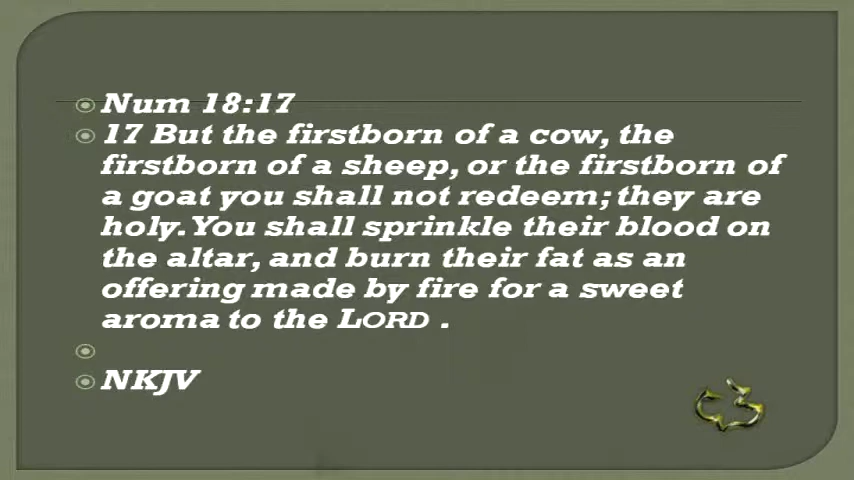 Num 18:17
17 But the firstborn of a cow, the
firstborn of a sheep, or the firstborn of
a goat you shall not redeem; they are
holy. You shall sprinkle their blood on
the altar, and burn their fat as an
offering made by fire for a sweet
aroma to the LORD .
NKJV